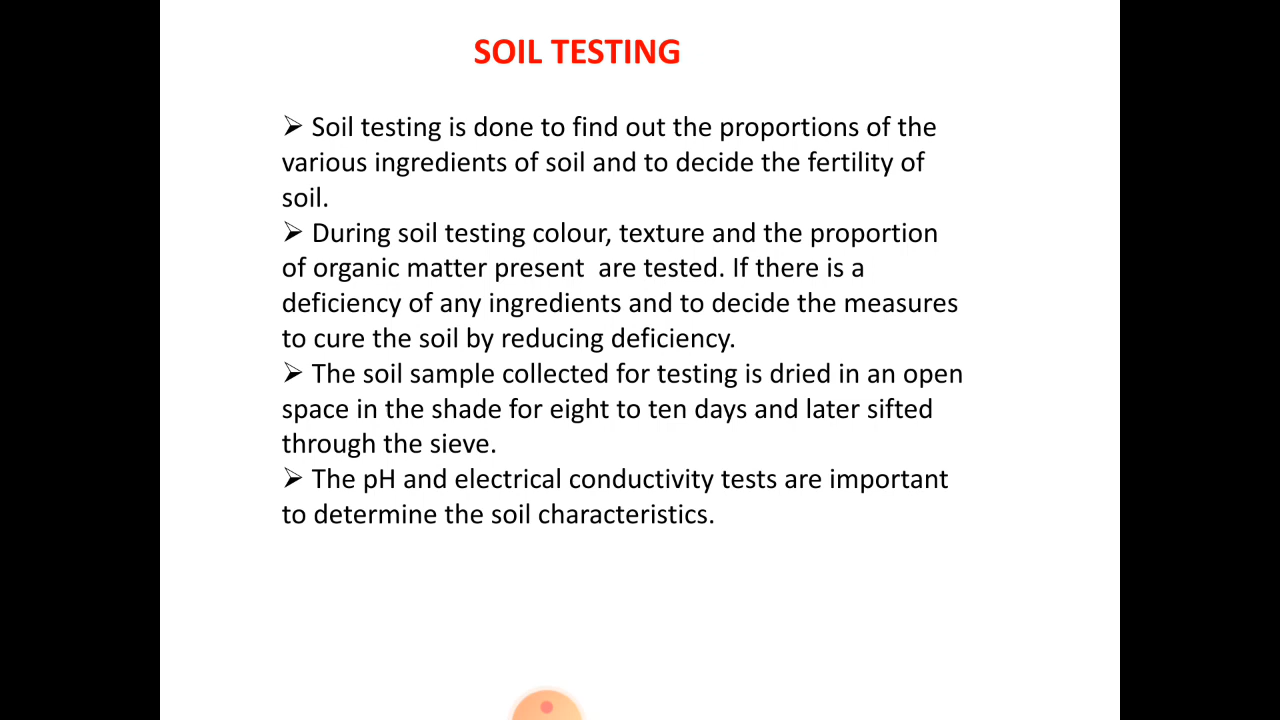 SOIL TESTING
➢ Soil testing is done to find out the proportions of the
various ingredients of soil and to decide the fertility of
soil.
➢ During soil testing colour, texture and the proportion
of organic matter present  are tested. If there is a
deficiency of any ingredients and to decide the measures
to cure the soil by reducing deficiency.
➢ The soil sample collected for testing is dried in an open
space in the shade for eight to ten days and later sifted
through the sieve.
➢ The pH and electrical conductivity tests are important
to determine the soil characteristics.